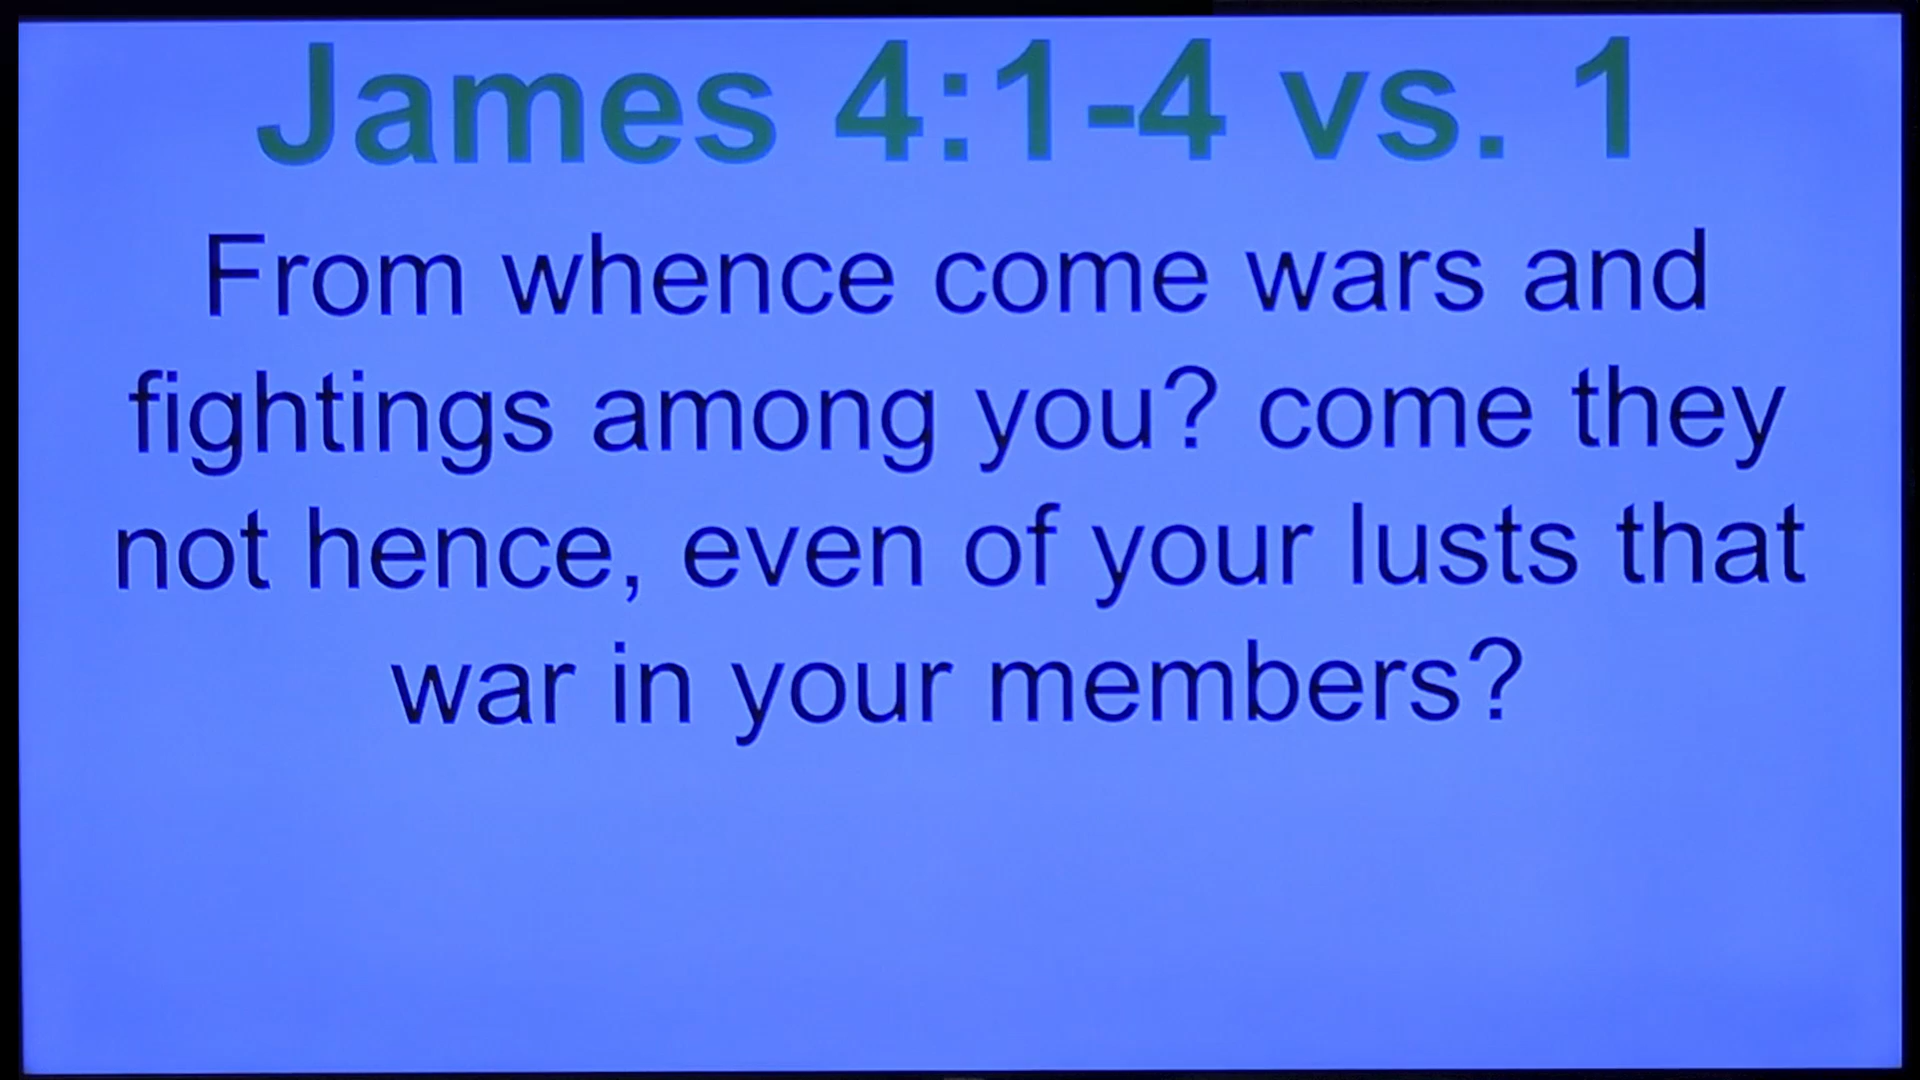 James 4:1-4 vs. 1
From whence come wars and
fightings among you? come they
not hence, even of your lusts that
war in your members?